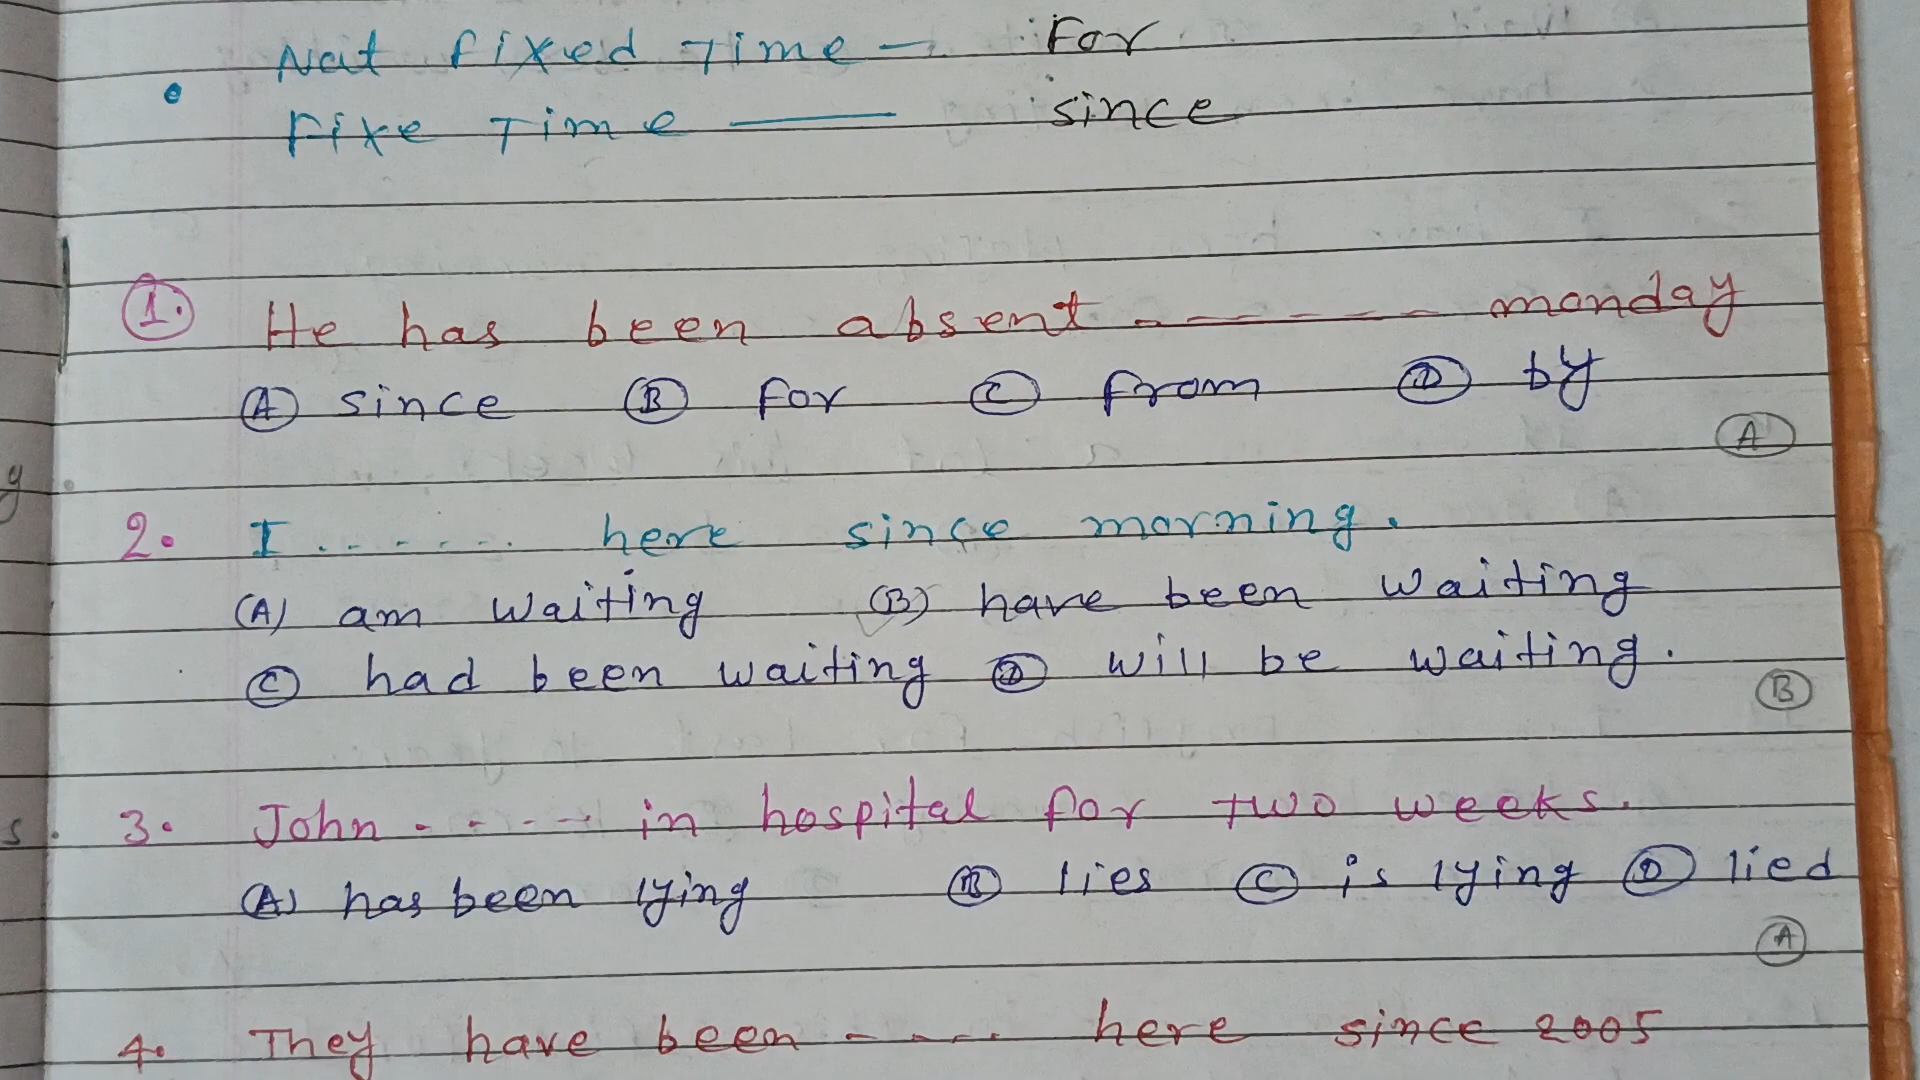 Not fixed Time — For
• Fixe Time —— since
1. He has been absent ------ monday
(A) since (B) for (C) from (D) by
(A)
2. I ------ here since morning.
(A) am waiting (B) have been waiting
(C) had been waiting (D) will be waiting.
(B)
3. John ----- in hospital for two weeks.
(A) has been lying (B) lies (C) is lying (D) lied
(A)
4. They have been ---- here since 2005